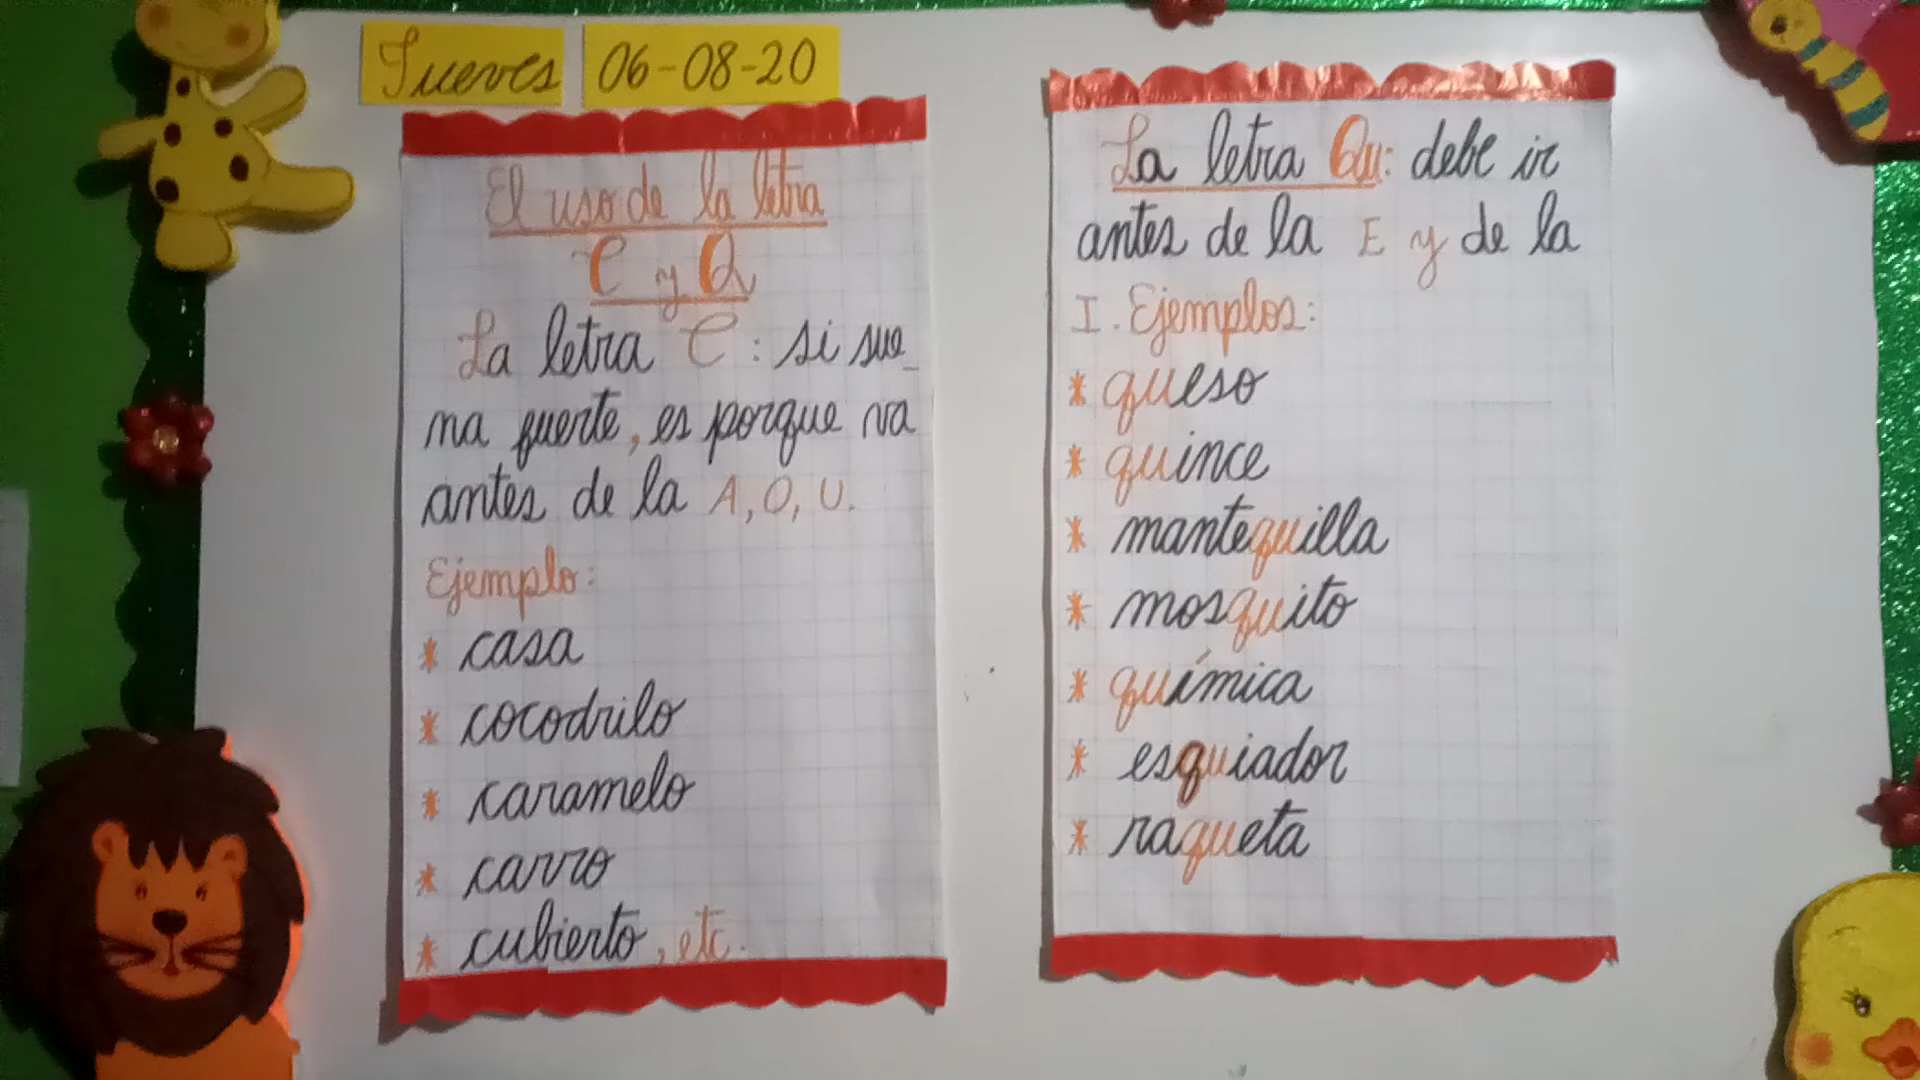 Jueves 06-08-20
El uso de la letra
C y Q
La letra C: si sue_
na fuerte, es porque va
antes de la A, O, U.
Ejemplo:
* casa
* cocodrilo
* caramelo
* carro
* cubierto, etc.
La letra Qu: debe ir
antes de la E y de la
I. Ejemplos:
* queso
* quince
* mantequilla
* mosquito
* química
* esquiador
* raqueta